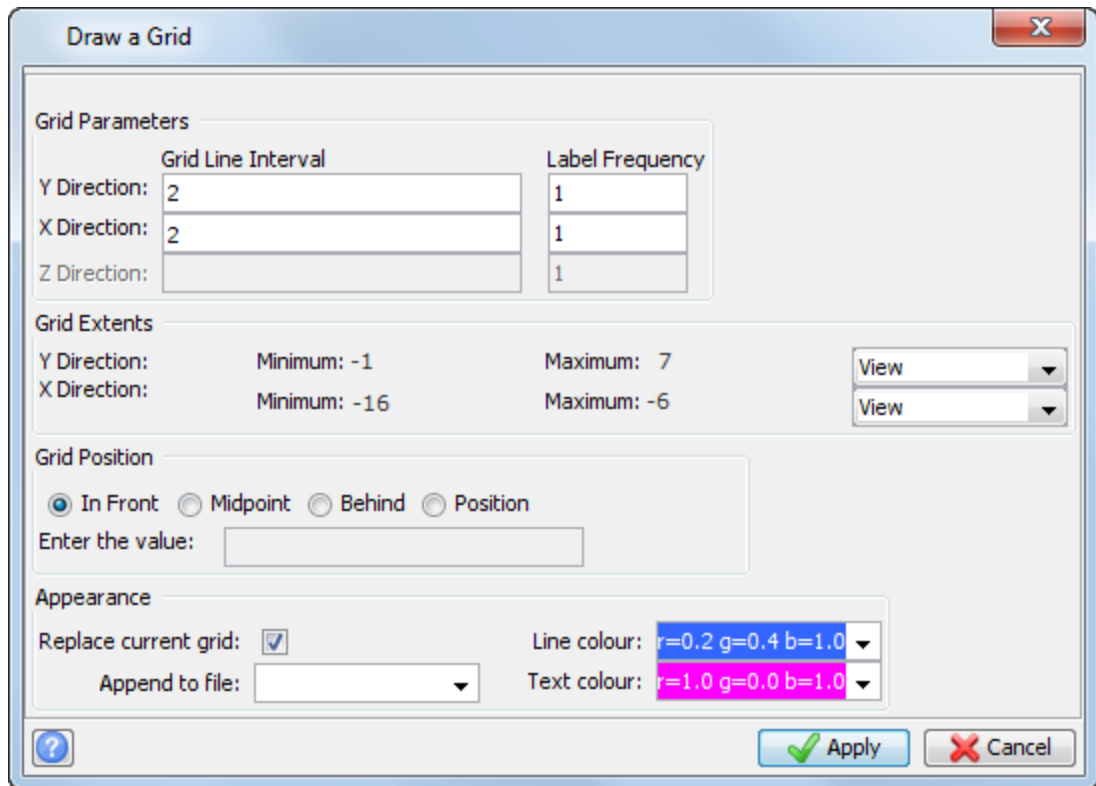 Draw a Grid
Grid Parameters
Grid Line Interval Label Frequency
Y Direction: 2 1
X Direction: 2 1
Z Direction: 1
Grid Extents
Y Direction: Minimum: -1 Maximum: 7 View
X Direction: Minimum: -16 Maximum: -6 View
Grid Position
In Front Midpoint Behind Position
Enter the value:
Appearance
Replace current grid: Line colour: r=0.2 g=0.4 b=1.0
Append to file: Text colour: r=1.0 g=0.0 b=1.0
? Apply Cancel